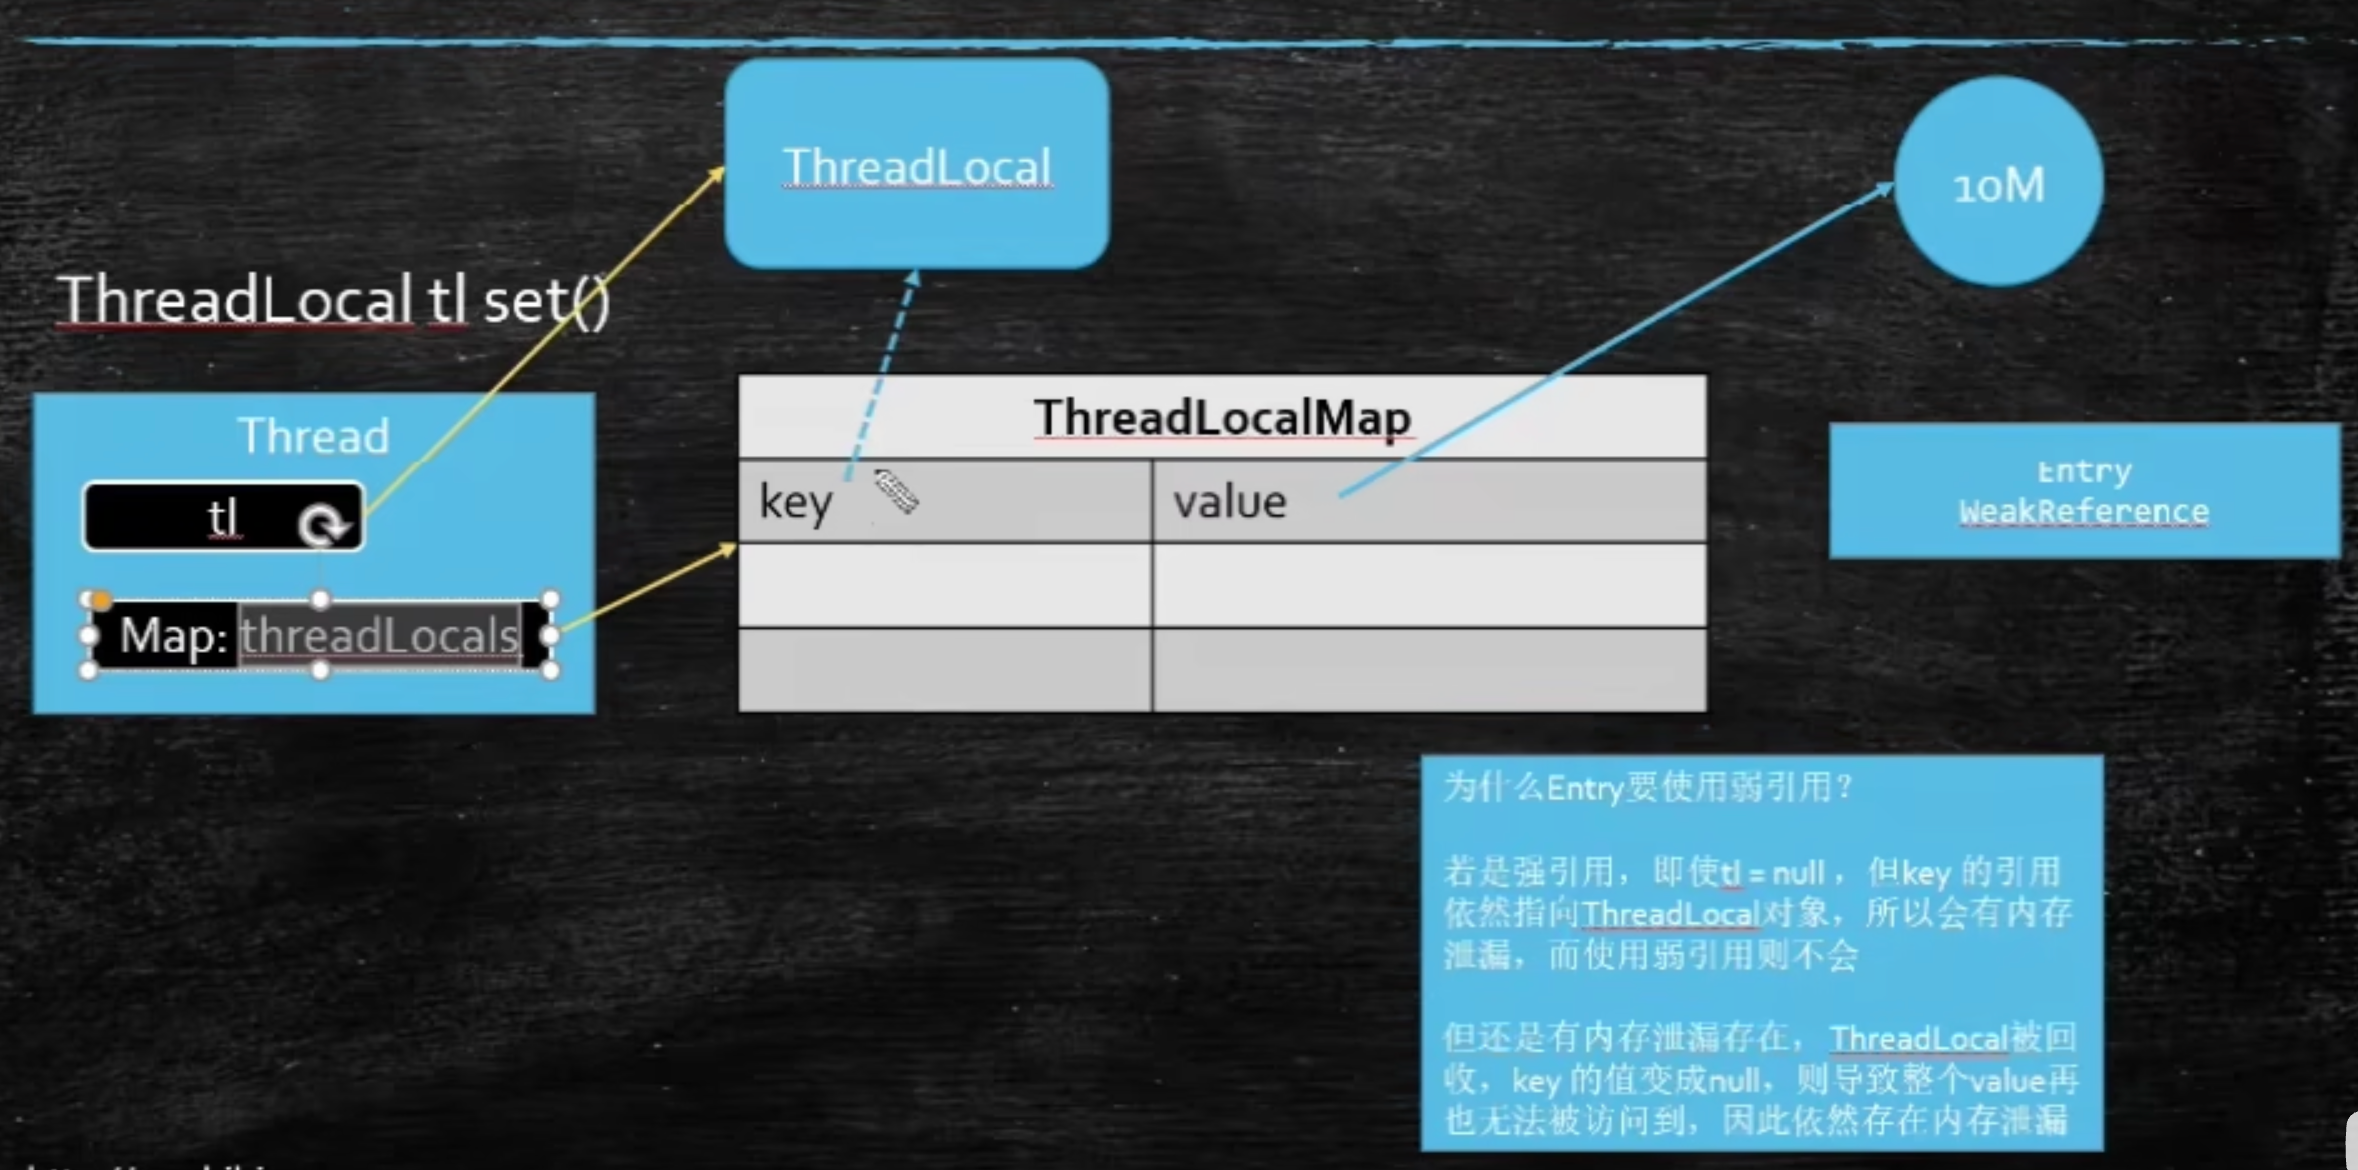 ThreadLocal
10M
ThreadLocal tl set()
Thread
tl
Map: threadLocals
ThreadLocalMap
key
value
Entry
WeakReference
为什么Entry要使用弱引用？
若是强引用，即使tl = null，但key 的引用
依然指向ThreadLocal对象，所以会有内存
泄漏，而使用弱引用则不会
但还是有内存泄漏存在，ThreadLocal被回
收，key 的值变成null，则导致整个value再
也无法被访问到，因此依然存在内存泄漏